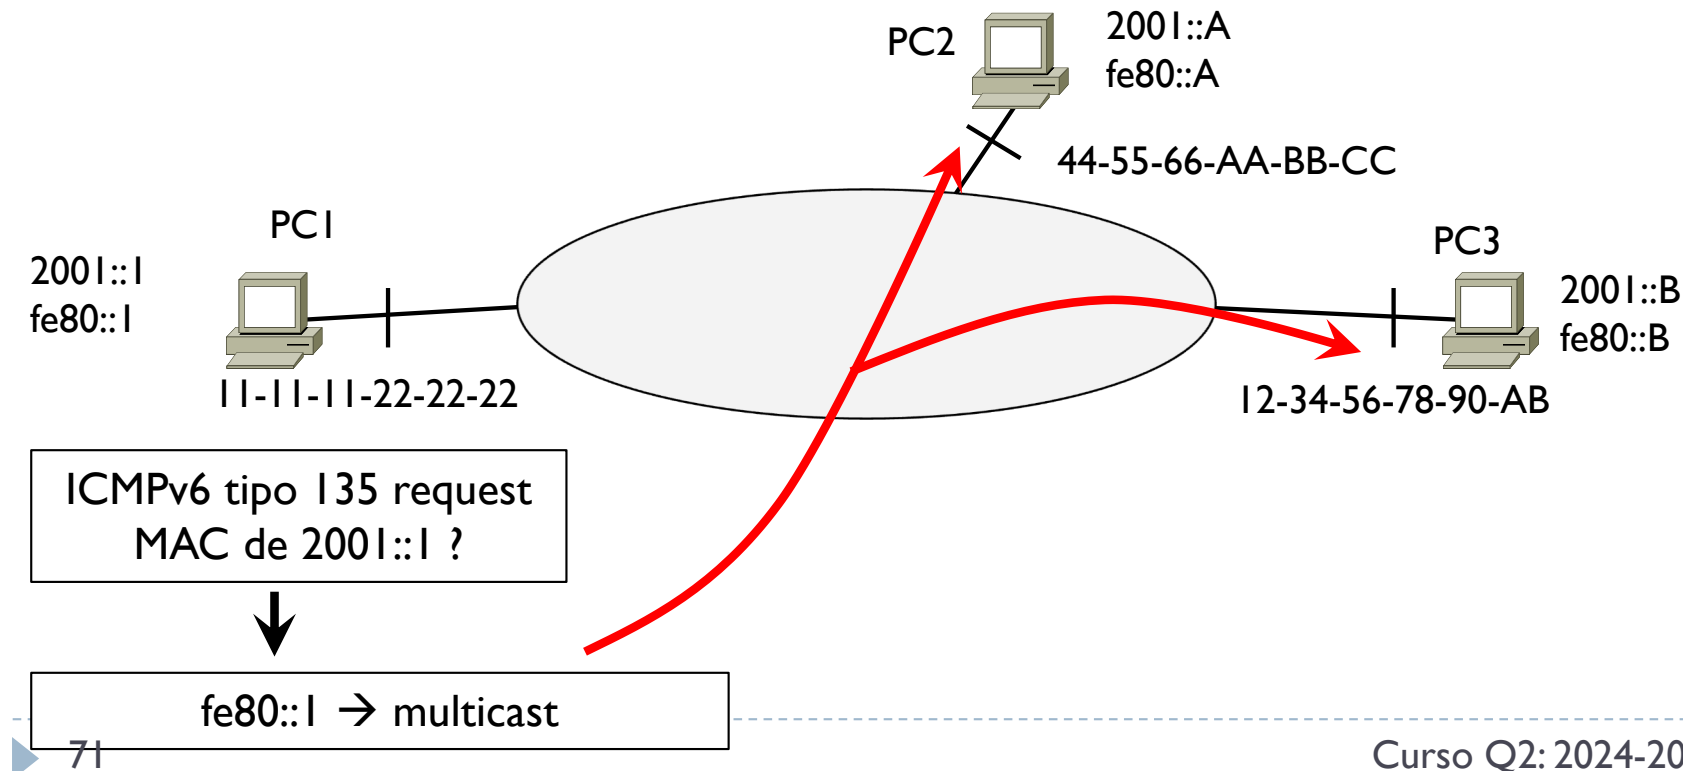 PC2
2001::A
fe80::A
44-55-66-AA-BB-CC
PC1
2001::1
fe80::1
11-11-11-22-22-22
PC3
2001::B
fe80::B
12-34-56-78-90-AB
ICMPv6 tipo 135 request
MAC de 2001::1 ?
fe80::1 → multicast
71
Curso Q2: 2024-20